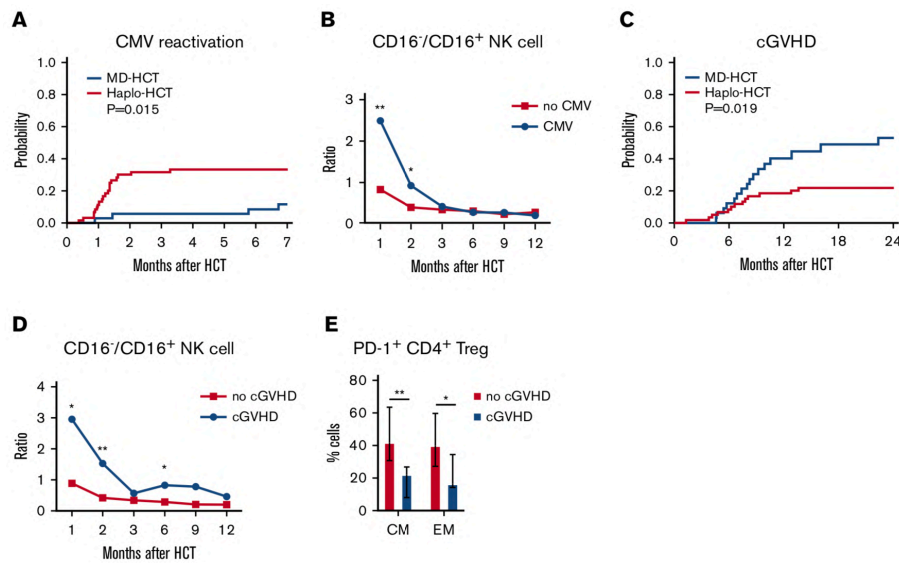 A
CMV reactivation
1.0
0.8
0.6
0.4
0.2
0.0
Probability
MD-HCT
Haplo-HCT
P=0.015
0 1 2 3 4 5 6 7
Months after HCT
B
CD16-/CD16+ NK cell
3
2
1
0
Ratio
**
*
no CMV
CMV
1 2 3 6 9 12
Months after HCT
C
cGVHD
1.0
0.8
0.6
0.4
0.2
0.0
Probability
MD-HCT
Haplo-HCT
P=0.019
0 6 12 18 24
Months after HCT
D
CD16-/CD16+ NK cell
4
3
2
1
0
Ratio
*
**
*
no cGVHD
cGVHD
1 2 3 6 9 12
Months after HCT
E
PD-1+ CD4+ Treg
80
60
40
20
0
% cells
**
*
no cGVHD
cGVHD
CM EM